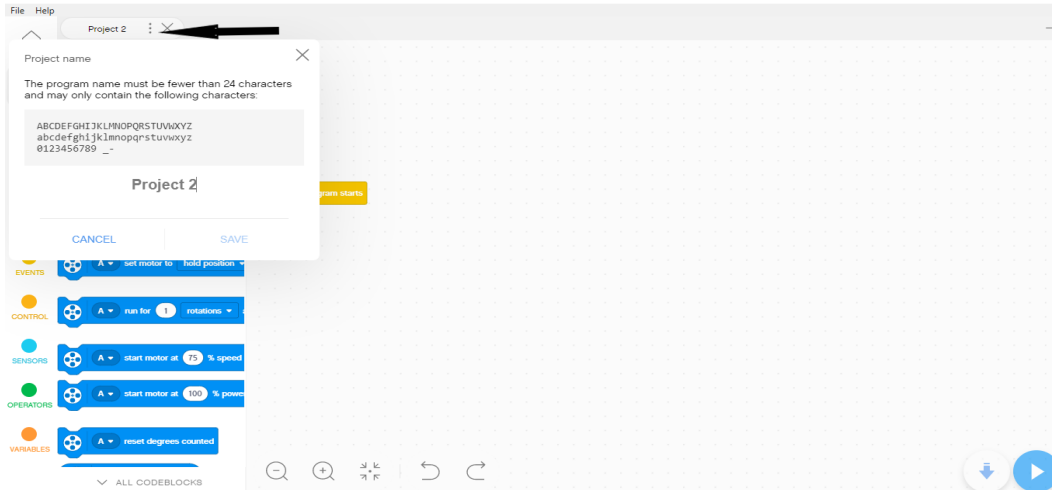 File Help
Project 2
Project name
The program name must be fewer than 24 characters
and may only contain the following characters:
ABCDEFGHIJKLMNOPQRSTUVWXYZ
abcdefghijklmnopqrstuvwxyz
0123456789 _-
Project 2
gram starts
CANCEL SAVE
EVENTS
A set motor to hold position
CONTROL
A run for 1 rotations
SENSORS
A start motor at 75 % speed
OPERATORS
A start motor at 100 % power
VARIABLES
A reset degrees counted
ALL CODEBLOCKS